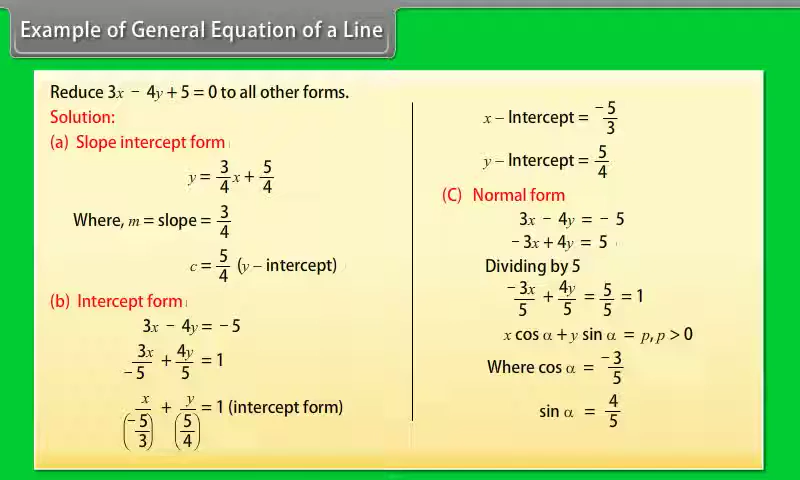 Example of General Equation of a Line
Reduce 3x − 4y + 5 = 0 to all other forms.
Solution:
(a) Slope intercept form
y = 3/4 x + 5/4
Where, m = slope = 3/4
c = 5/4 (y – intercept)
(b) Intercept form
3x − 4y = − 5
3x/−5 + 4y/5 = 1
x/(−5/3) + y/(5/4) = 1 (intercept form)
x – Intercept = −5/3
y – Intercept = 5/4
(C) Normal form
3x − 4y = − 5
− 3x + 4y = 5
Dividing by 5
−3x/5 + 4y/5 = 5/5 = 1
x cos α + y sin α = p, p > 0
Where cos α = −3/5
sin α = 4/5